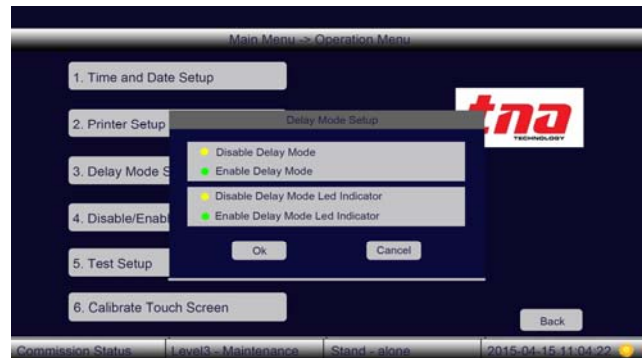 Main Menu -> Operation Menu
1. Time and Date Setup
2. Printer Setup
Delay Mode Setup
tna
TECHNOLOGY
Disable Delay Mode
3. Delay Mode S
Enable Delay Mode
Disable Delay Mode Led Indicator
4. Disable/Enabl
Enable Delay Mode Led Indicator
Ok
Cancel
5. Test Setup
6. Calibrate Touch Screen
Back
Commission Status
Level3 - Maintenance
Stand - alone
2015-04-15 11:04:22